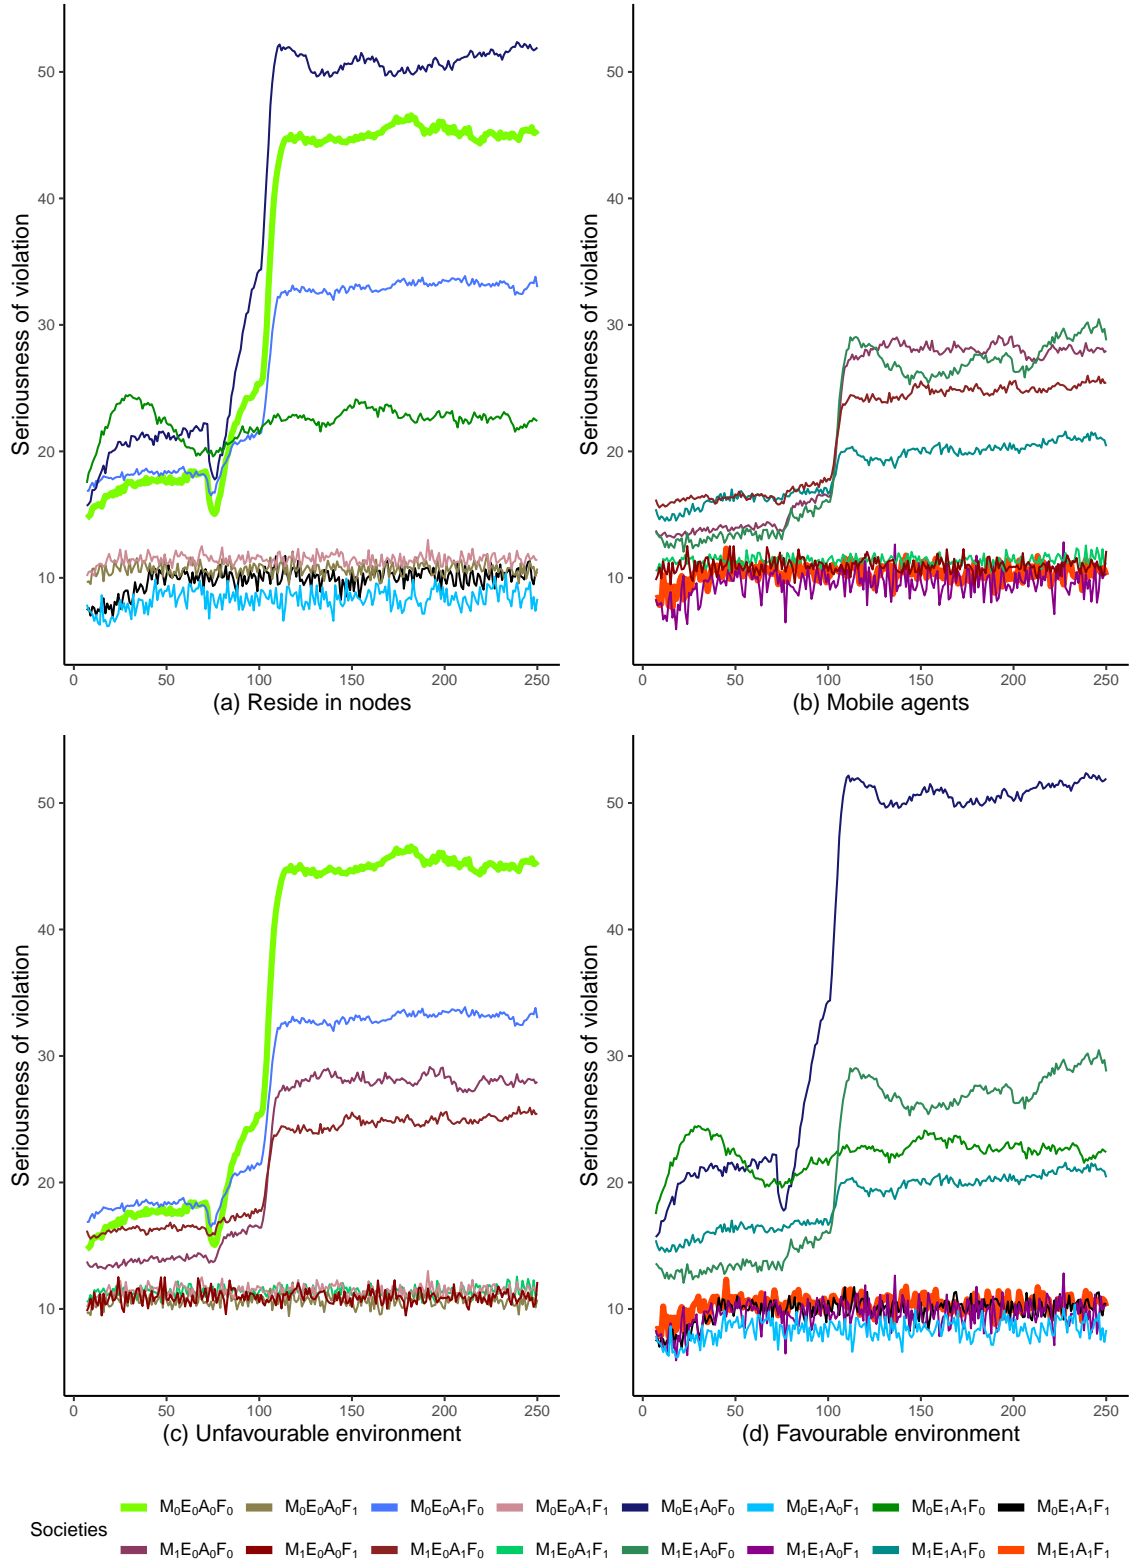 50
40
30
20
10
Seriousness of violation
0 50 100 150 200 250
(a) Reside in nodes
50
40
30
20
10
Seriousness of violation
0 50 100 150 200 250
(b) Mobile agents
50
40
30
20
10
Seriousness of violation
0 50 100 150 200 250
(c) Unfavourable environment
50
40
30
20
10
Seriousness of violation
0 50 100 150 200 250
(d) Favourable environment
Societies
M₀E₀A₀F₀ M₀E₀A₀F₁ M₀E₀A₁F₀ M₀E₀A₁F₁ M₀E₁A₀F₀ M₀E₁A₀F₁ M₀E₁A₁F₀ M₀E₁A₁F₁
M₁E₀A₀F₀ M₁E₀A₀F₁ M₁E₀A₁F₀ M₁E₀A₁F₁ M₁E₁A₀F₀ M₁E₁A₀F₁ M₁E₁A₁F₀ M₁E₁A₁F₁